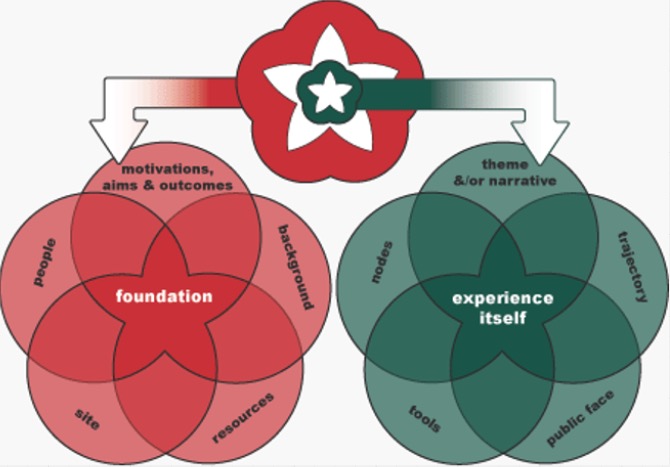 motivations,
aims & outcomes
people
background
foundation
site
resources
theme
&/or narrative
nodes
trajectory
experience
itself
tools
public face